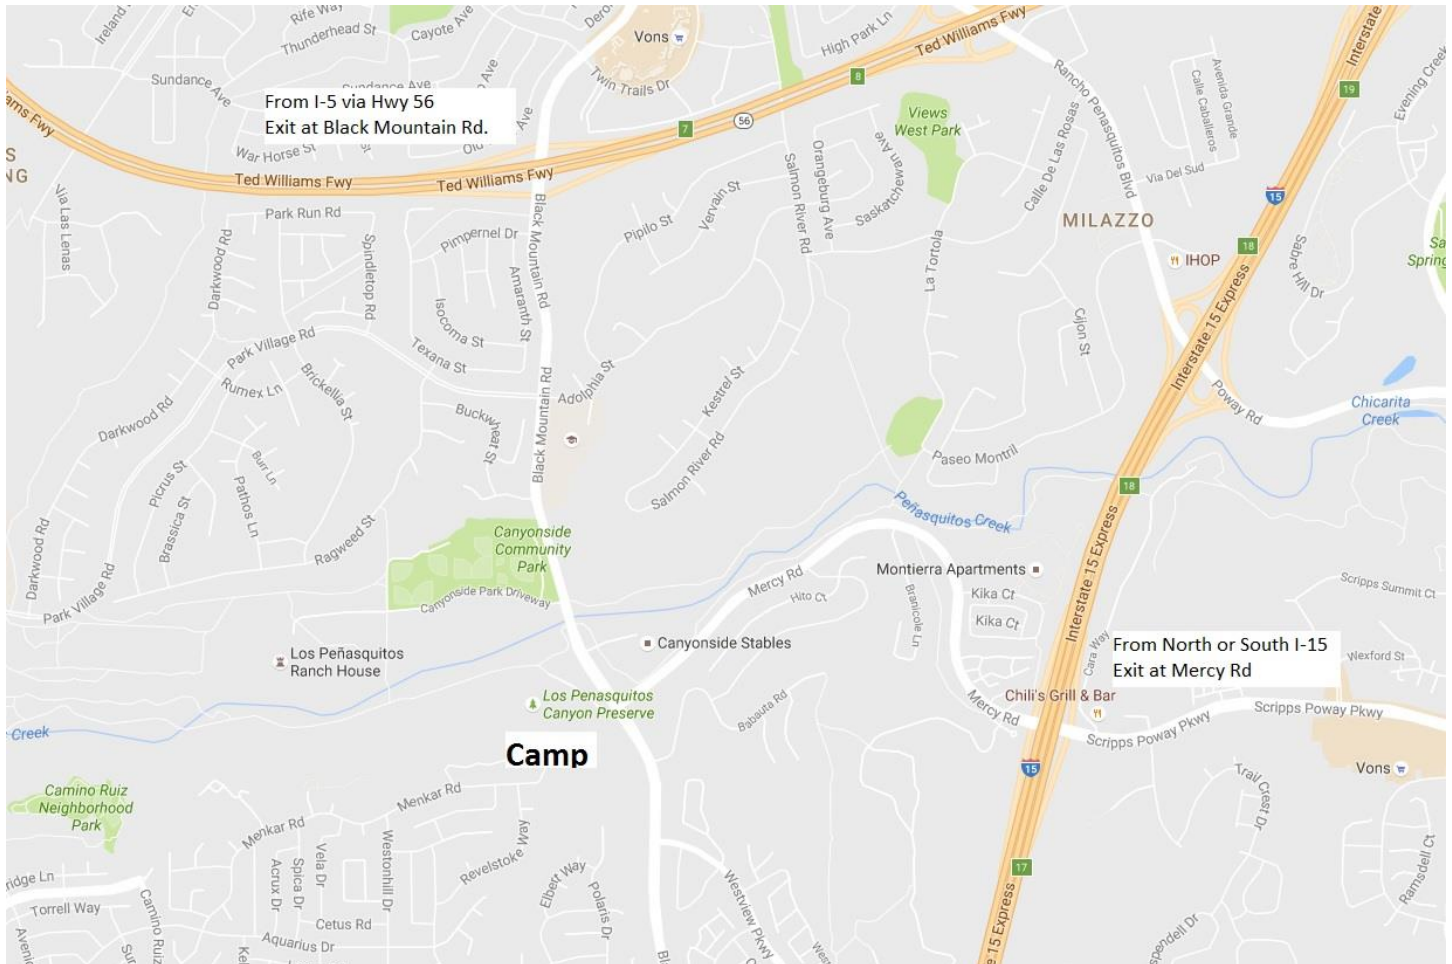 Rife Way
Cayote Ave
Thunderhead St
Vons
Twin Trails Dr
High Park Ln
Ted Williams Fwy
Interstate
Sundance Ave
Sundance Ave
From I-5 via Hwy 56
Exit at Black Mountain Rd.
8
19
Evening Creek
Rancho Peñasquitos Blvd
Avenida Grande
Calle Caballeros
Views
West Park
Calle De Las Rosas
7
56
War Horse St
Ted Williams Fwy
Ted Williams Fwy
Via Del Sud
15
Via Las Lenas
Park Run Rd
Pimpernel Dr
Black Mountain Rd
Pipilo St
Vervain St
Salmon River Rd
Orangeburg Ave
Saskatchewan Ave
MILAZZO
Darkwood Rd
Spindletop Rd
Amaranth St
La Tortola
IHOP
18
Sabre Hill Dr
Isocoma St
Texana St
Park Village Rd
Gijon St
Interstate 15 Express
Rumex Ln
Brickellia St
Adolphia St
Kestrel St
Poway Rd
Chicarita
Creek
Darkwood Rd
Buckwheat St
Black Mountain Rd
Salmon River Rd
Paseo Montril
Picrus St
Burr Ln
Pathos Ln
Brassica St
Ragweed St
18
Peñasquitos Creek
Canyonside
Community
Park
Darkwood Rd
Park Village Rd
Canyonside Park Driveway
Mercy Rd
Hito Ct
Montierra Apartments
Branicole Ln
Kika Ct
Kika Ct
Interstate 15 Express
Scripps Summit Ct
Los Peñasquitos
Ranch House
Canyonside Stables
Cara Way
From North or South I-15
Exit at Mercy Rd
Wexford St
Los Penasquitos
Canyon Preserve
Babauta Rd
Mercy Rd
Chili's Grill & Bar
Scripps Poway Pkwy
Scripps Poway Pkwy
Creek
Camp
15
Vons
Camino Ruiz
Neighborhood
Park
Menkar Rd
Menkar Rd
Trail Crest Dr
Revelstoke Way
Westonhill Dr
Vela Dr
Spica Dr
Acrux Dr
Elbert Way
Polaris Dr
17
Ramsdell Ct
Torrell Way
Camino Ruiz
Cetus Rd
Aquarius Dr
Westview Pkwy
15 Express